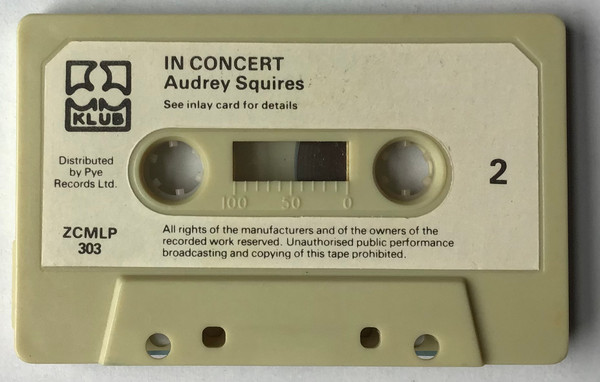 IN CONCERT
Audrey Squires
See inlay card for details
KLUB
Distributed
by Pye
Records Ltd.
2
100 50 0
ZCMLP
303
All rights of the manufacturers and of the owners of the
recorded work reserved. Unauthorised public performance
broadcasting and copying of this tape prohibited.